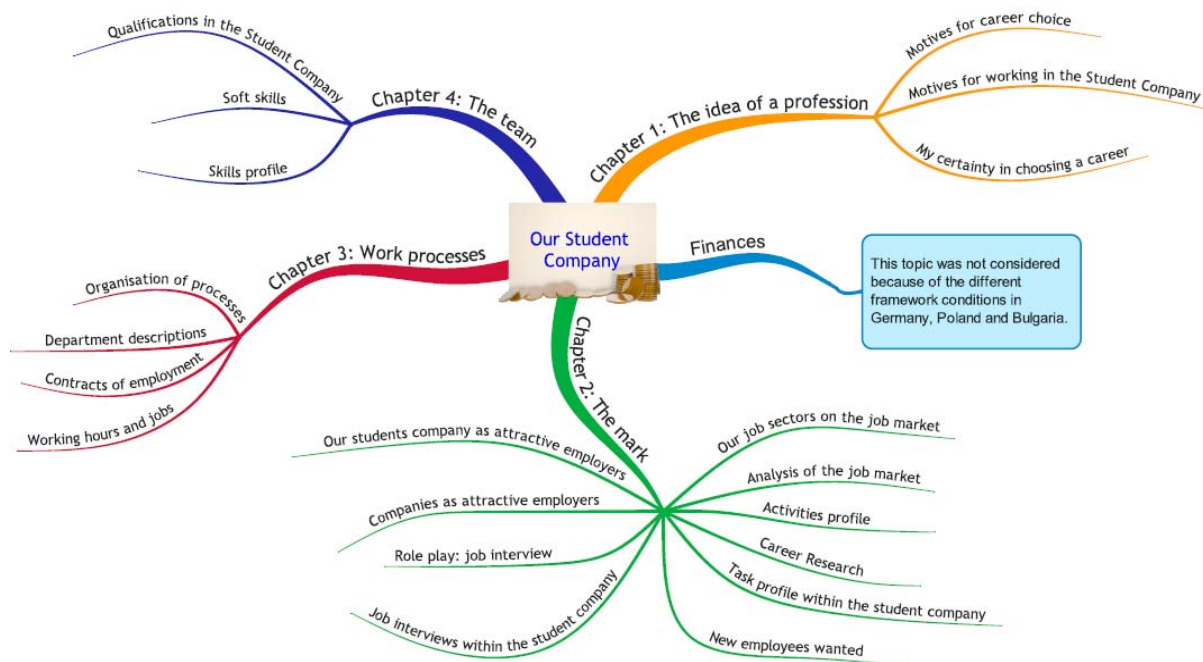 Our Student
Company
Chapter 1: The idea of a profession
Motives for career choice
Motives for working in the Student Company
My certainty in choosing a career
Finances
This topic was not considered
because of the different
framework conditions in
Germany, Poland and Bulgaria.
Chapter 2: The mark
Our job sectors on the job market
Analysis of the job market
Activities profile
Career Research
Task profile within the student company
New employees wanted
Our students company as attractive employers
Companies as attractive employers
Role play: job interview
Job interviews within the student company
Chapter 3: Work processes
Organisation of processes
Department descriptions
Contracts of employment
Working hours and jobs
Chapter 4: The team
Qualifications in the Student Company
Soft skills
Skills profile